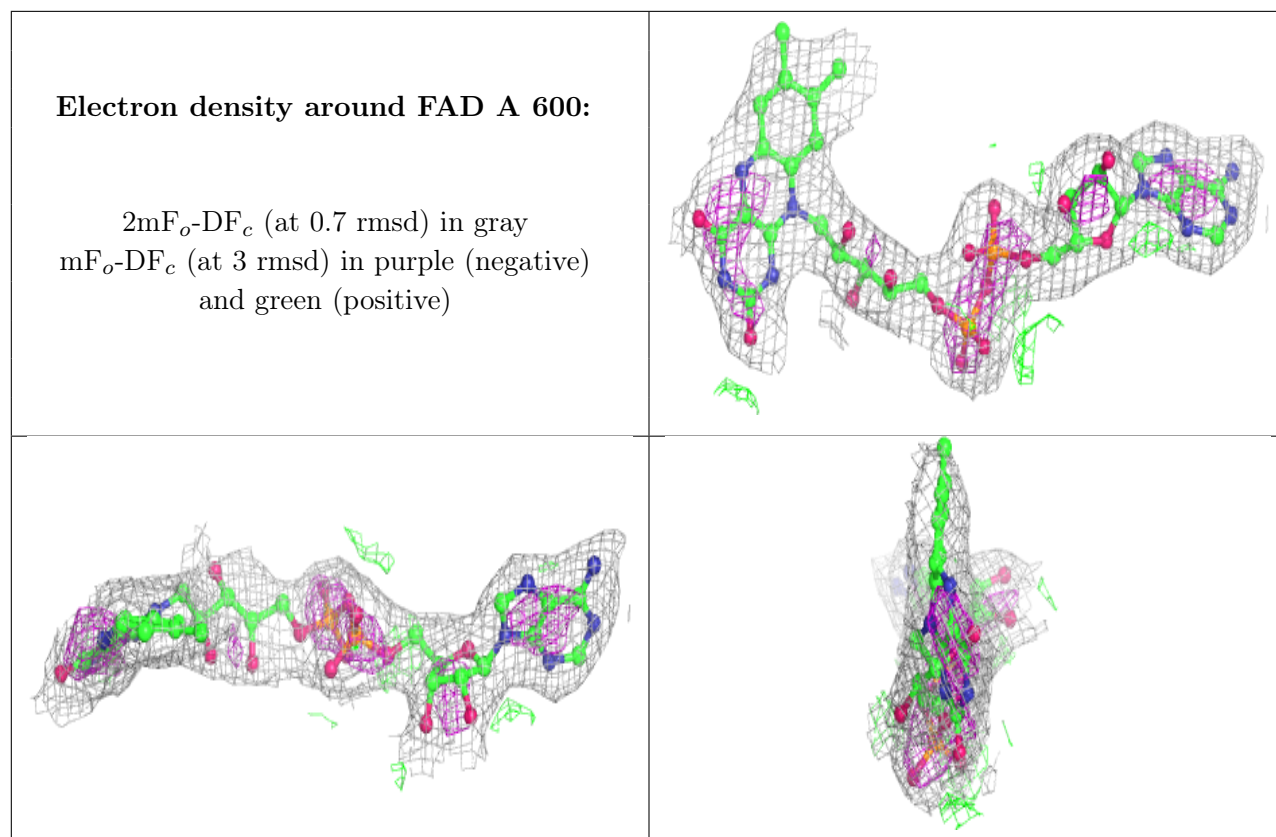 Electron density around FAD A 600:
2mFo-DFc (at 0.7 rmsd) in gray
mFo-DFc (at 3 rmsd) in purple (negative)
and green (positive)